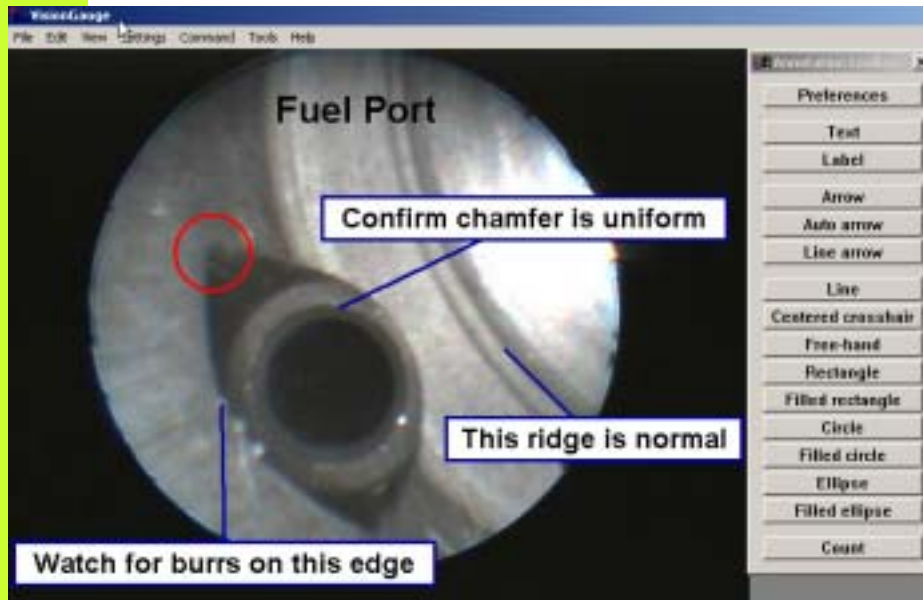 VisionGauge
File Edit View Settings Command Tools Help
Fuel Port
Confirm chamfer is uniform
This ridge is normal
Watch for burrs on this edge
Preferences
Text
Label
Arrow
Auto arrow
Line arrow
Line
Centered crosshair
Free-hand
Rectangle
Filled rectangle
Circle
Filled circle
Ellipse
Filled ellipse
Count